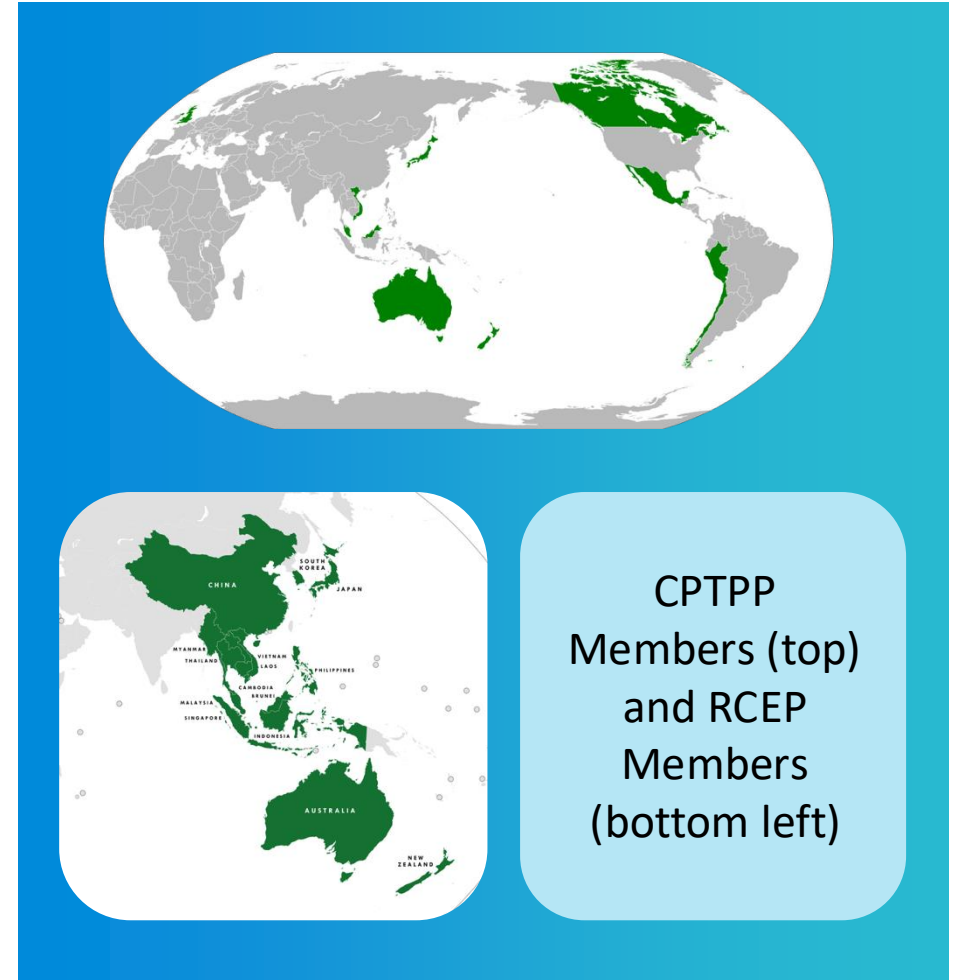 CHINA
SOUTH
KOREA
JAPAN
MYANMAR
THAILAND
VIETNAM
LAOS
PHILIPPINES
CAMBODIA
BRUNEI
MALAYSIA
SINGAPORE
INDONESIA
AUSTRALIA
NEW
ZEALAND
CPTPP
Members (top)
and RCEP
Members
(bottom left)